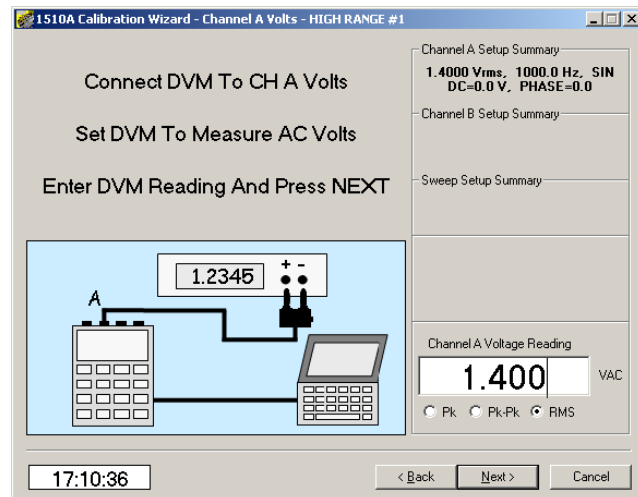 1510A Calibration Wizard - Channel A Volts - HIGH RANGE #1
Connect DVM To CH A Volts
Set DVM To Measure AC Volts
Enter DVM Reading And Press NEXT
1.2345
+ -
A
Channel A Setup Summary
1.4000 Vrms, 1000.0 Hz, SIN
DC=0.0 V, PHASE=0.0
Channel B Setup Summary
Sweep Setup Summary
Channel A Voltage Reading
1.400 VAC
Pk Pk-Pk RMS
17:10:36
< Back Next > Cancel